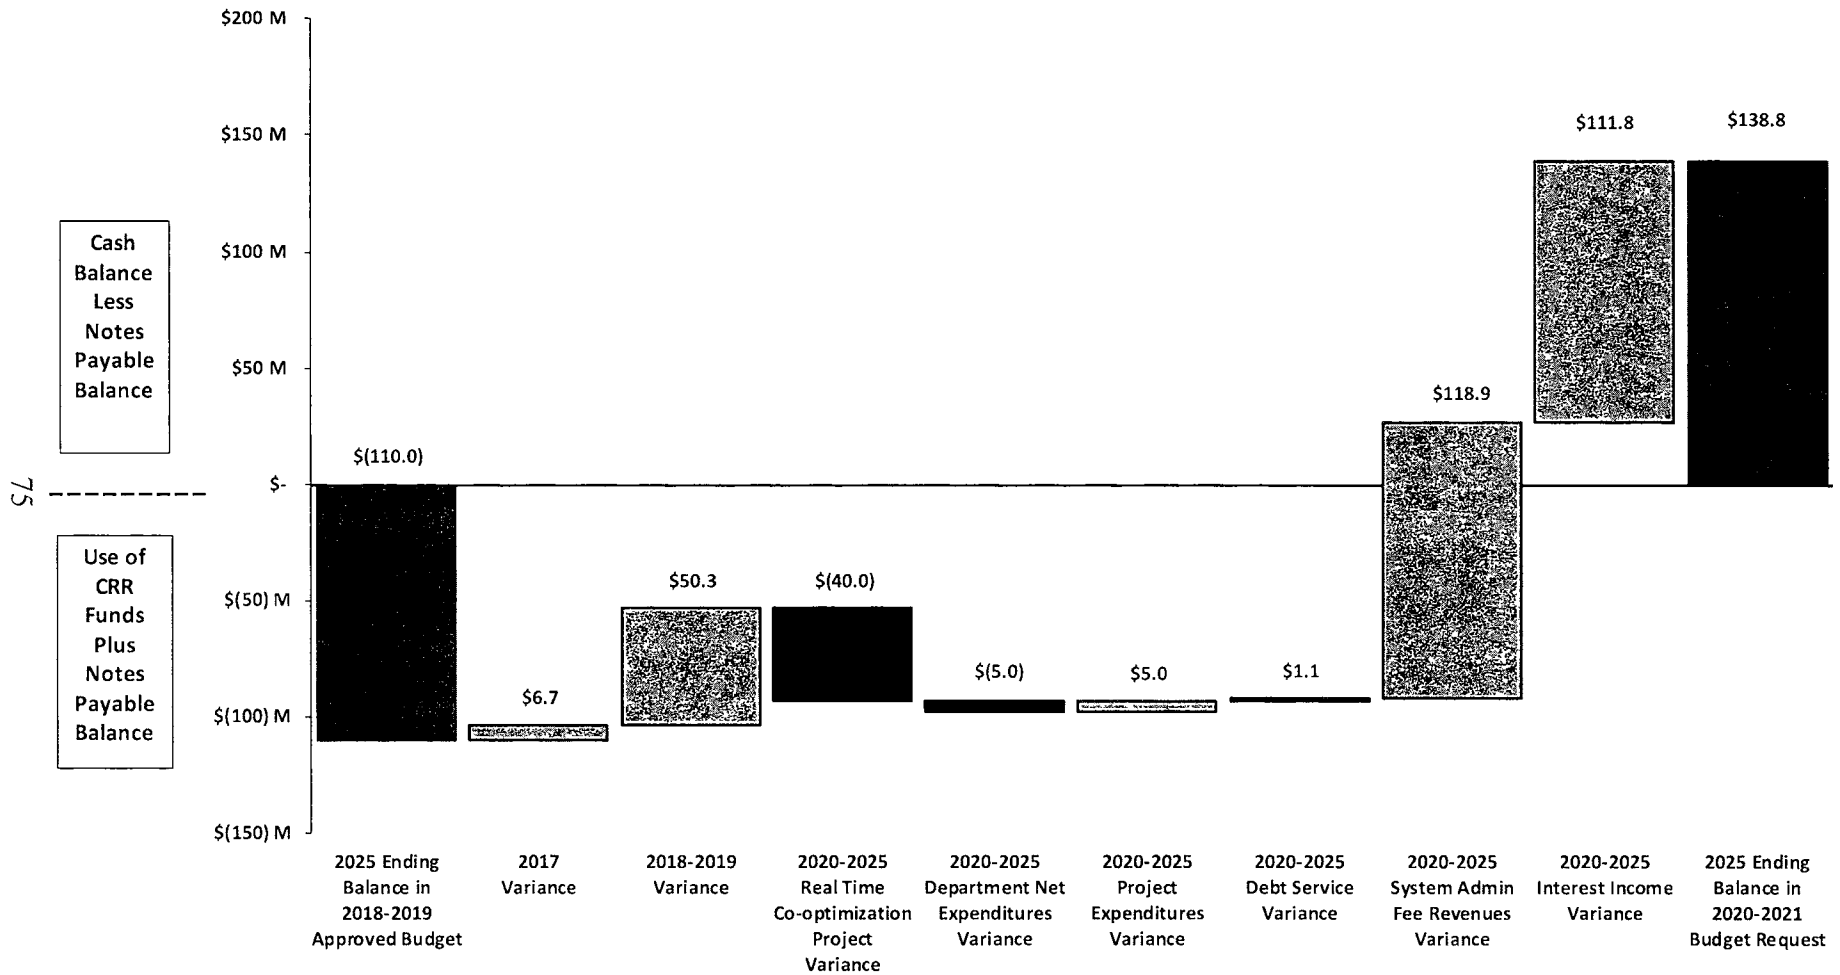 $200 M
$150 M
$100 M
$50 M
$-
$(50) M
$(100) M
$(150) M
Cash
Balance
Less
Notes
Payable
Balance
75
Use of
CRR
Funds
Plus
Notes
Payable
Balance
$(110.0)
$6.7
$50.3
$(40.0)
$(5.0)
$5.0
$1.1
$118.9
$111.8
$138.8
2025 Ending
Balance in
2018-2019
Approved Budget
2017
Variance
2018-2019
Variance
2020-2025
Real Time
Co-optimization
Project
Variance
2020-2025
Department Net
Expenditures
Variance
2020-2025
Project
Expenditures
Variance
2020-2025
Debt Service
Variance
2020-2025
System Admin
Fee Revenues
Variance
2020-2025
Interest Income
Variance
2025 Ending
Balance in
2020-2021
Budget Request